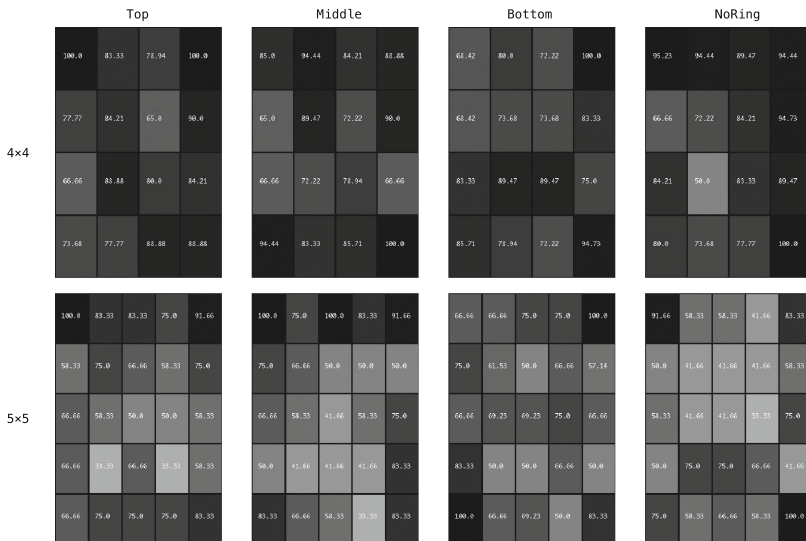 Top Middle Bottom NoRing
100.0 83.33 78.94 100.0 85.0 94.44 84.21 88.88 68.42 80.0 72.22 100.0 95.23 94.44 89.47 94.44
77.77 84.21 65.0 90.0 65.0 89.47 72.22 90.0 68.42 73.68 73.68 83.33 66.66 72.22 84.21 94.73
4×4
66.66 88.88 80.0 84.21 66.66 72.22 78.94 66.66 83.33 89.47 89.47 75.0 84.21 50.0 83.33 89.47
73.68 77.77 88.88 88.88 94.44 83.33 85.71 100.0 85.71 78.94 72.22 94.73 80.0 73.68 77.77 100.0
100.0 83.33 83.33 75.0 91.66 100.0 75.0 100.0 83.33 91.66 66.66 66.66 75.0 75.0 100.0 91.66 58.33 58.33 41.66 83.33
58.33 75.0 66.66 58.33 75.0 75.0 66.66 50.0 50.0 50.0 75.0 61.53 50.0 66.66 57.14 50.0 41.66 41.66 41.66 58.33
5×5 66.66 58.33 50.0 50.0 58.33 66.66 58.33 41.66 58.33 75.0 66.66 69.23 69.23 75.0 66.66 58.33 41.66 41.66 33.33 75.0
66.66 33.33 66.66 33.33 58.33 50.0 41.66 41.66 41.66 83.33 83.33 50.0 50.0 66.66 50.0 50.0 75.0 75.0 66.66 41.66
66.66 75.0 75.0 75.0 83.33 83.33 66.66 58.33 33.33 83.33 100.0 66.66 69.23 50.0 83.33 75.0 58.33 66.66 58.33 100.0